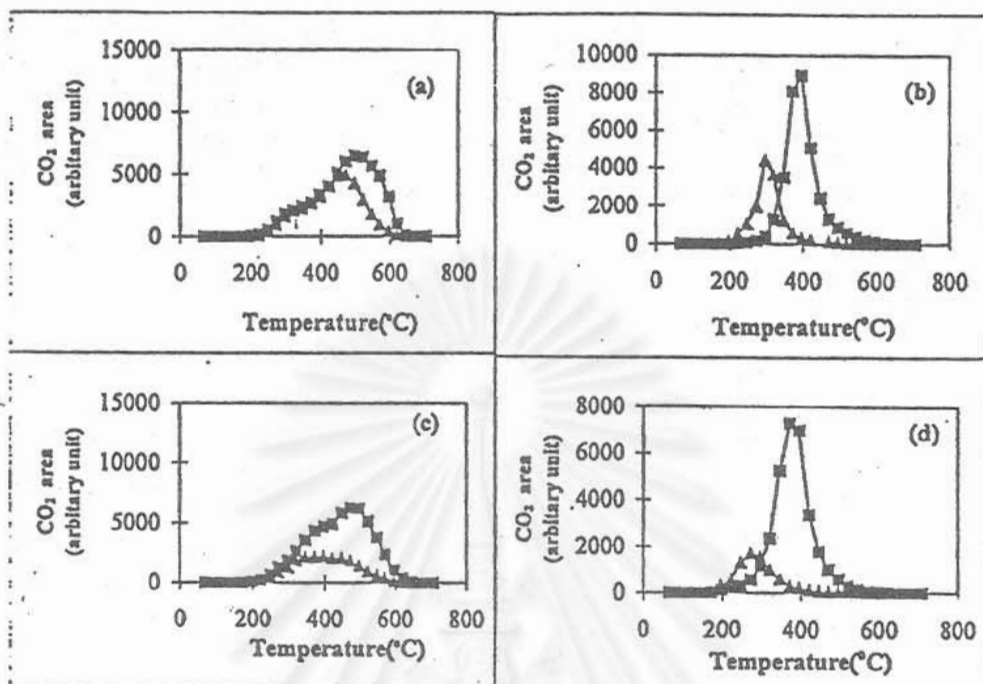 (a)
CO₂ area
(arbitary unit)
15000
10000
5000
0
0 200 400 600 800
Temperature(°C)
(b)
CO₂ area
(arbitary unit)
10000
8000
6000
4000
2000
0
0 200 400 600 800
Temperature(°C)
(c)
CO₂ area
(arbitary unit)
15000
10000
5000
0
0 200 400 600 800
Temperature(°C)
(d)
CO₂ area
(arbitary unit)
8000
6000
4000
2000
0
0 200 400 600 800
Temperature(°C)